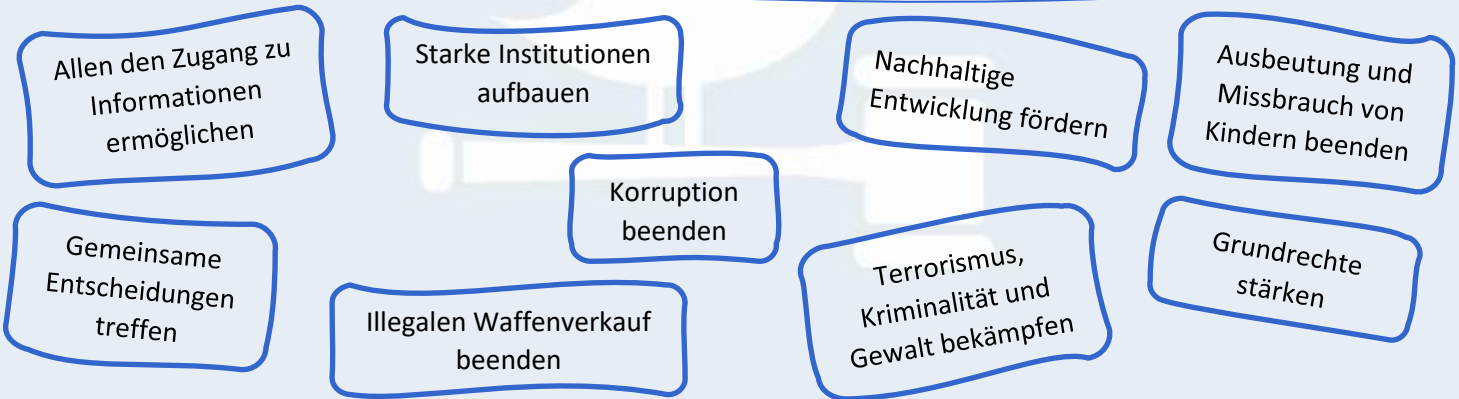 Allen den Zugang zu
Informationen
ermöglichen
Starke Institutionen
aufbauen
Nachhaltige
Entwicklung fördern
Ausbeutung und
Missbrauch von
Kindern beenden
Korruption
beenden
Gemeinsame
Entscheidungen
treffen
Illegalen Waffenverkauf
beenden
Terrorismus,
Kriminalität und
Gewalt bekämpfen
Grundrechte
stärken